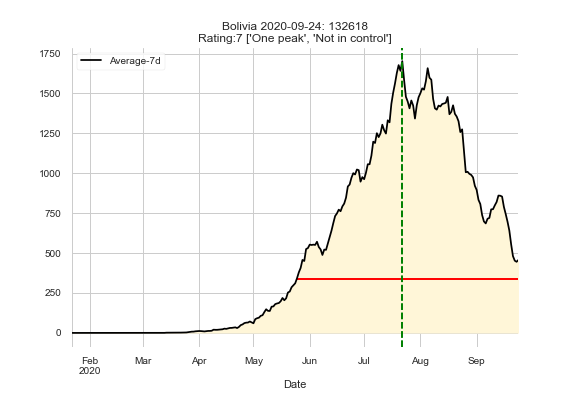 Bolivia 2020-09-24: 132618
Rating:7 ['One peak', 'Not in control']
Average-7d
1750
1500
1250
1000
750
500
250
0
Feb Mar Apr May Jun Jul Aug Sep
2020
Date